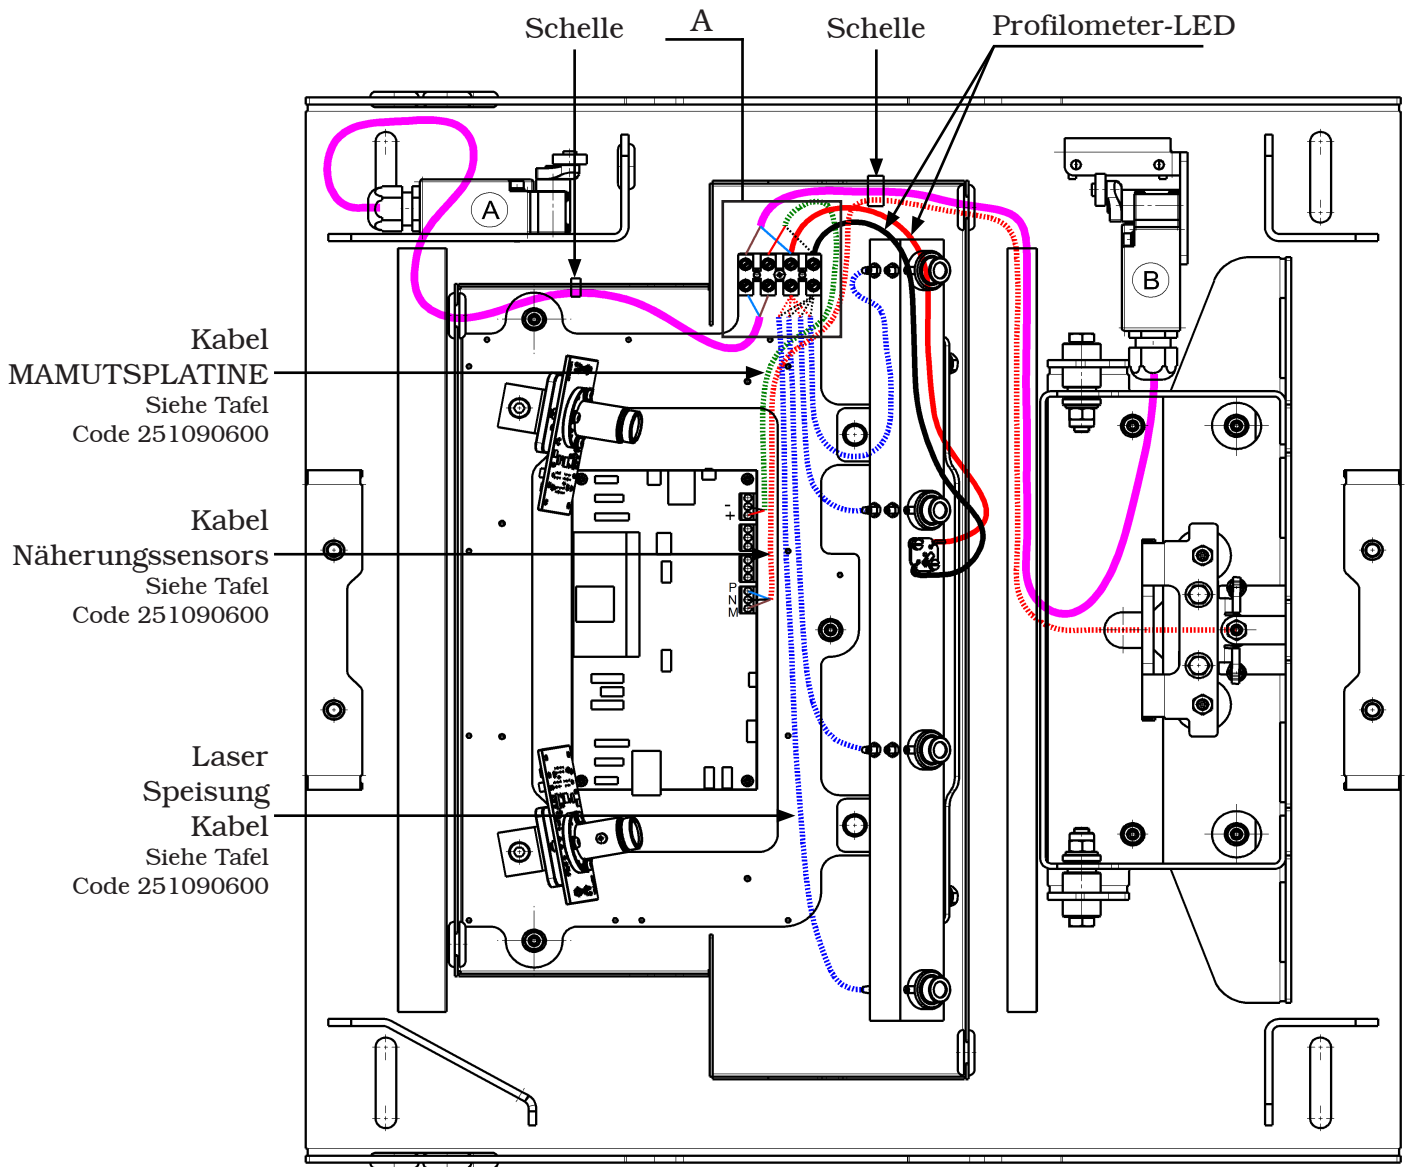 Schelle
A
Schelle
Profilometer-LED
A
B
Kabel
MAMUTSPLATINE
Siehe Tafel
Code 251090600
Kabel
Näherungssensors
Siehe Tafel
Code 251090600
-
+
P
N
M
Laser
Speisung
Kabel
Siehe Tafel
Code 251090600